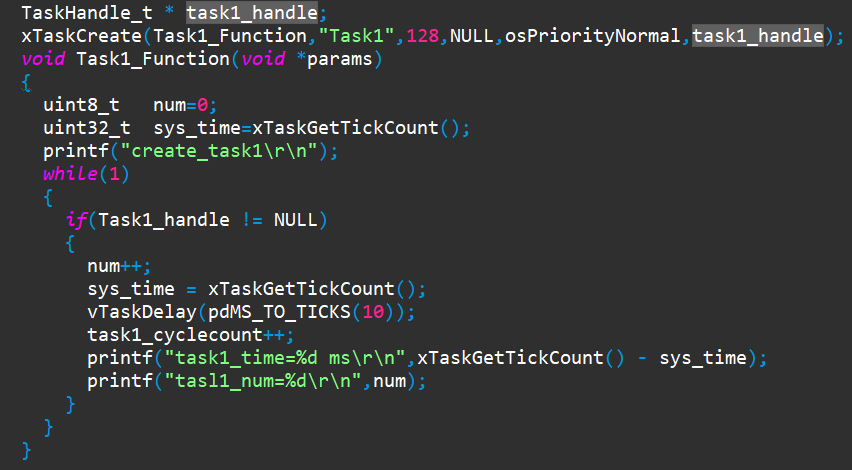 TaskHandle_t * task1_handle;
xTaskCreate(Task1_Function,"Task1",128,NULL,osPriorityNormal,task1_handle);
void Task1_Function(void *params)
{
  uint8_t   num=0;
  uint32_t  sys_time=xTaskGetTickCount();
  printf("create_task1\r\n");
  while(1)
  {
    if(Task1_handle != NULL)
    {
      num++;
      sys_time = xTaskGetTickCount();
      vTaskDelay(pdMS_TO_TICKS(10));
      task1_cyclecount++;
      printf("task1_time=%d ms\r\n",xTaskGetTickCount() - sys_time);
      printf("tasl1_num=%d\r\n",num);
    }
  }
}